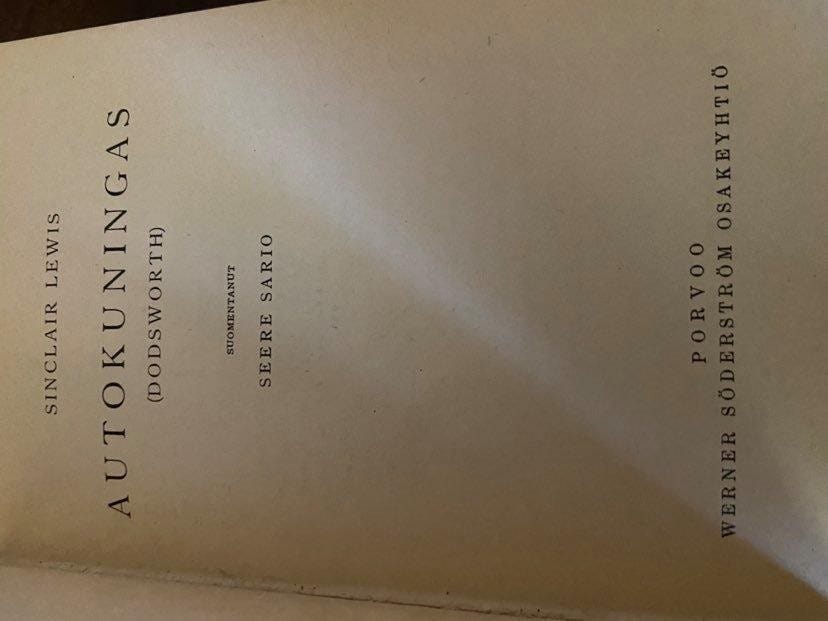 SINCLAIR LEWIS
AUTOKUNINGAS
(DODSWORTH)
SUOMENTANUT
SEERE SARIO
PORVOO
WERNER SÖDERSTRÖM OSAKEYHTIÖ